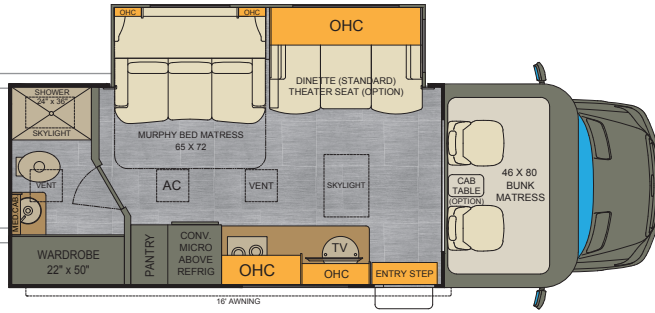 OHC
OHC
OHC
DINETTE (STANDARD)
THEATER SEAT (OPTION)
SHOWER
24" x 36"
SKYLIGHT
MURPHY BED MATRESS
65 X 72
VENT
AC
VENT
SKYLIGHT
CAB
TABLE
(OPTION)
46 X 80
BUNK
MATRESS
MED CAB
WARDROBE
22" x 50"
PANTRY
CONV.
MICRO
ABOVE
REFRIG
TV
OHC
OHC
ENTRY STEP
16' AWNING